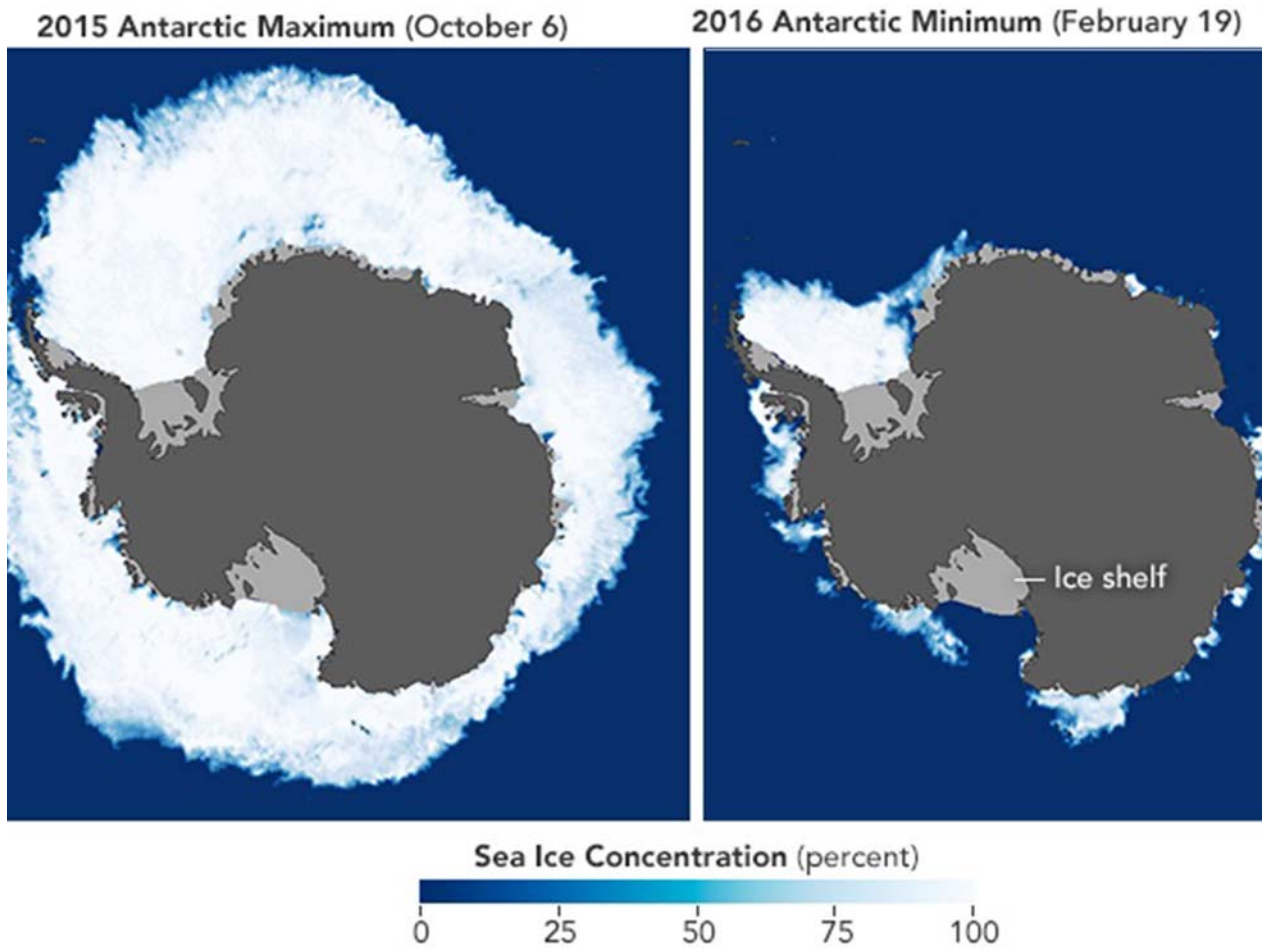 2015 Antarctic Maximum (October 6)
2016 Antarctic Minimum (February 19)
Ice shelf
Sea Ice Concentration (percent)
0 25 50 75 100